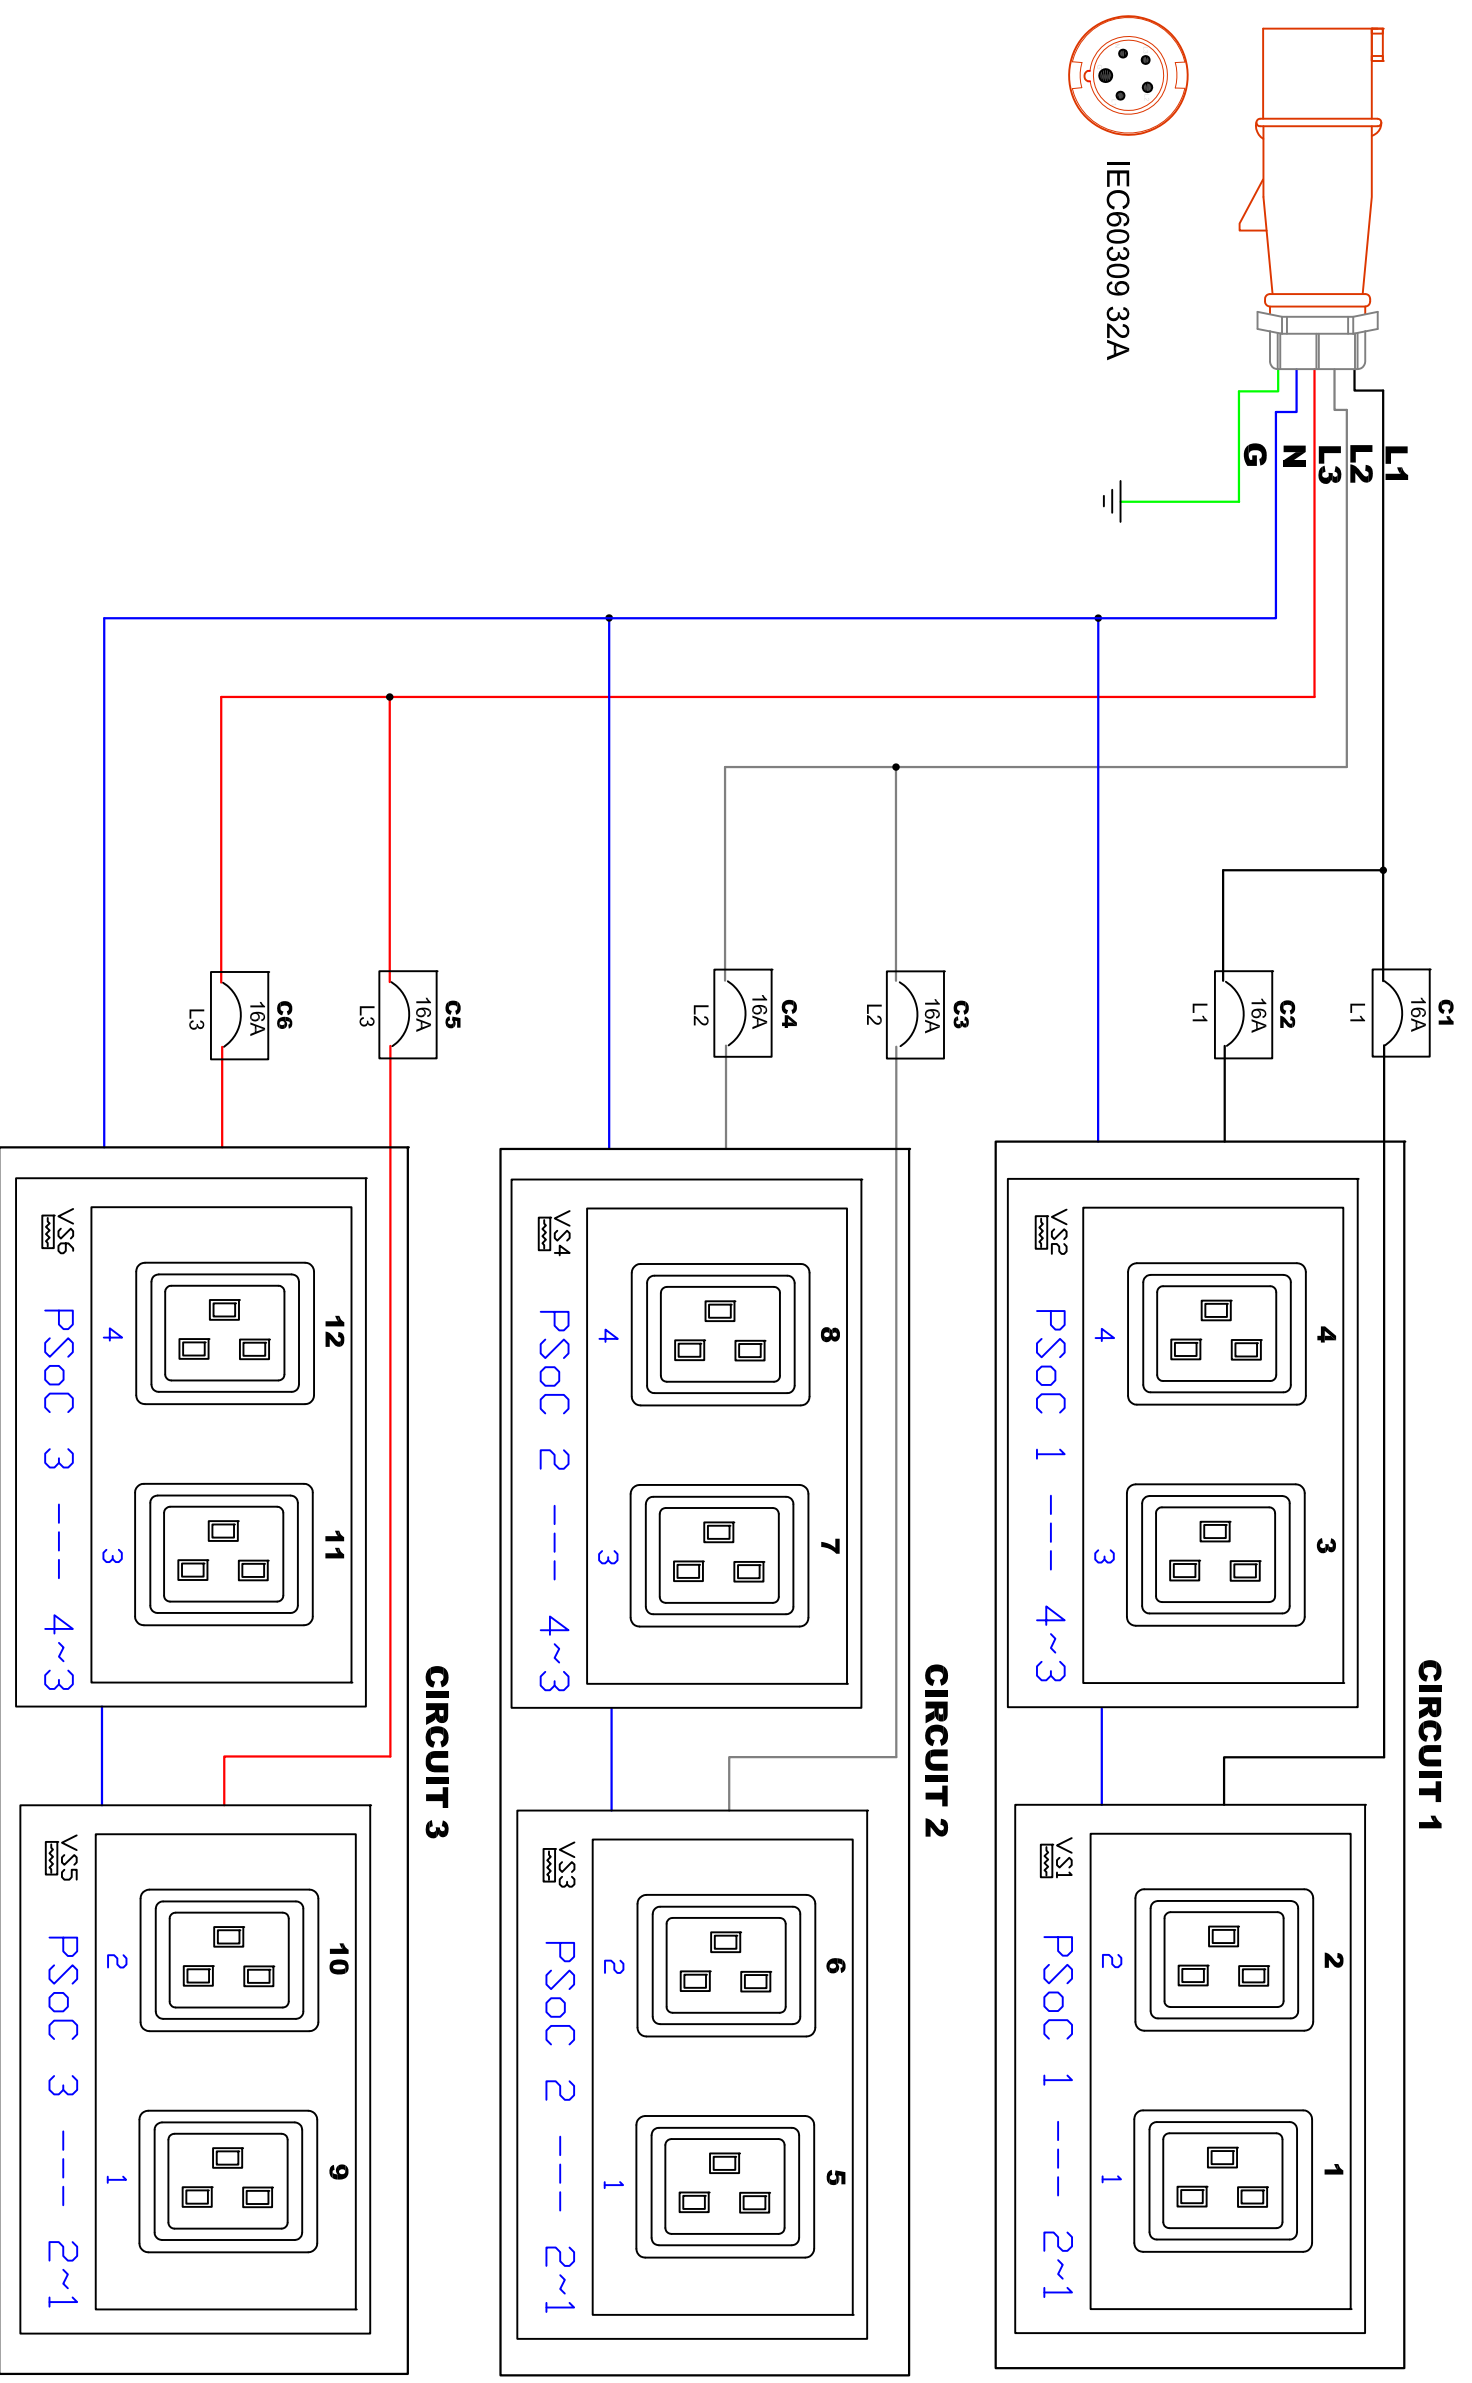 IEC60309 32A
L1
L2
L3
N
G
C1
16A
L1
C2
16A
L1
C3
16A
L2
C4
16A
L2
C5
16A
L3
C6
16A
L3
CIRCUIT 1
4
3
4
3
VS2
PSoC 1 --- 4~3
2
1
2
1
VS1
PSoC 1 --- 2~1
CIRCUIT 2
8
7
4
3
VS4
PSoC 2 --- 4~3
6
5
2
1
VS3
PSoC 2 --- 2~1
CIRCUIT 3
12
11
4
3
VS6
PSoC 3 --- 4~3
10
9
2
1
VS5
PSoC 3 --- 2~1